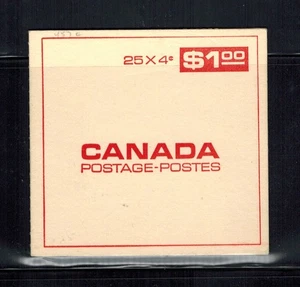 25 X 4¢ $1.00
CANADA
POSTAGE-POSTES